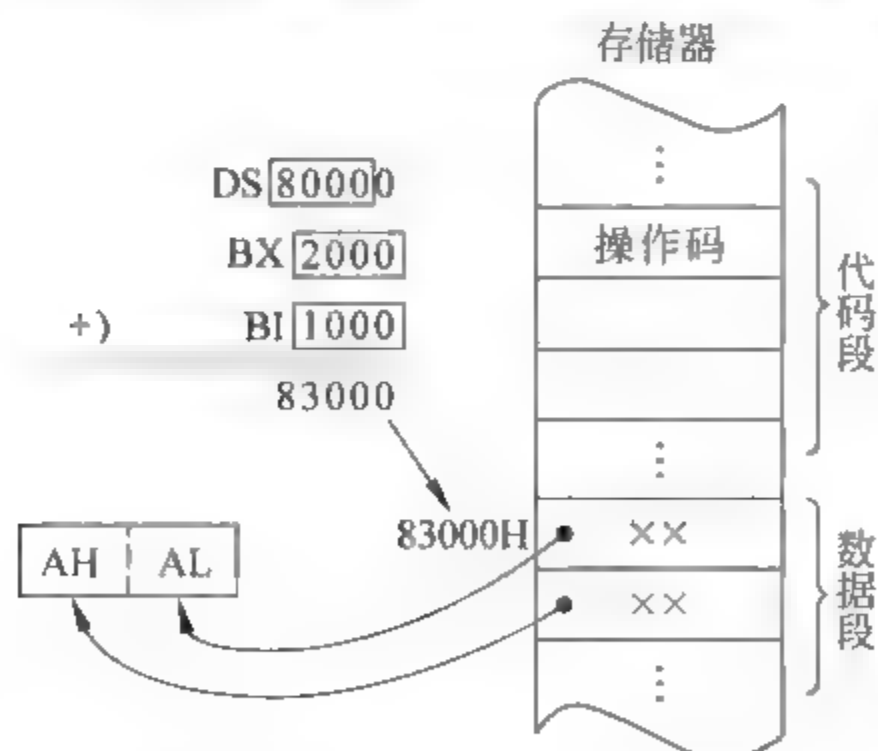 存储器
⋮
DS 80000
操作码
BX 2000
+) BI 1000
83000
代码段
⋮
83000H ××
AH AL
××
数据段
⋮